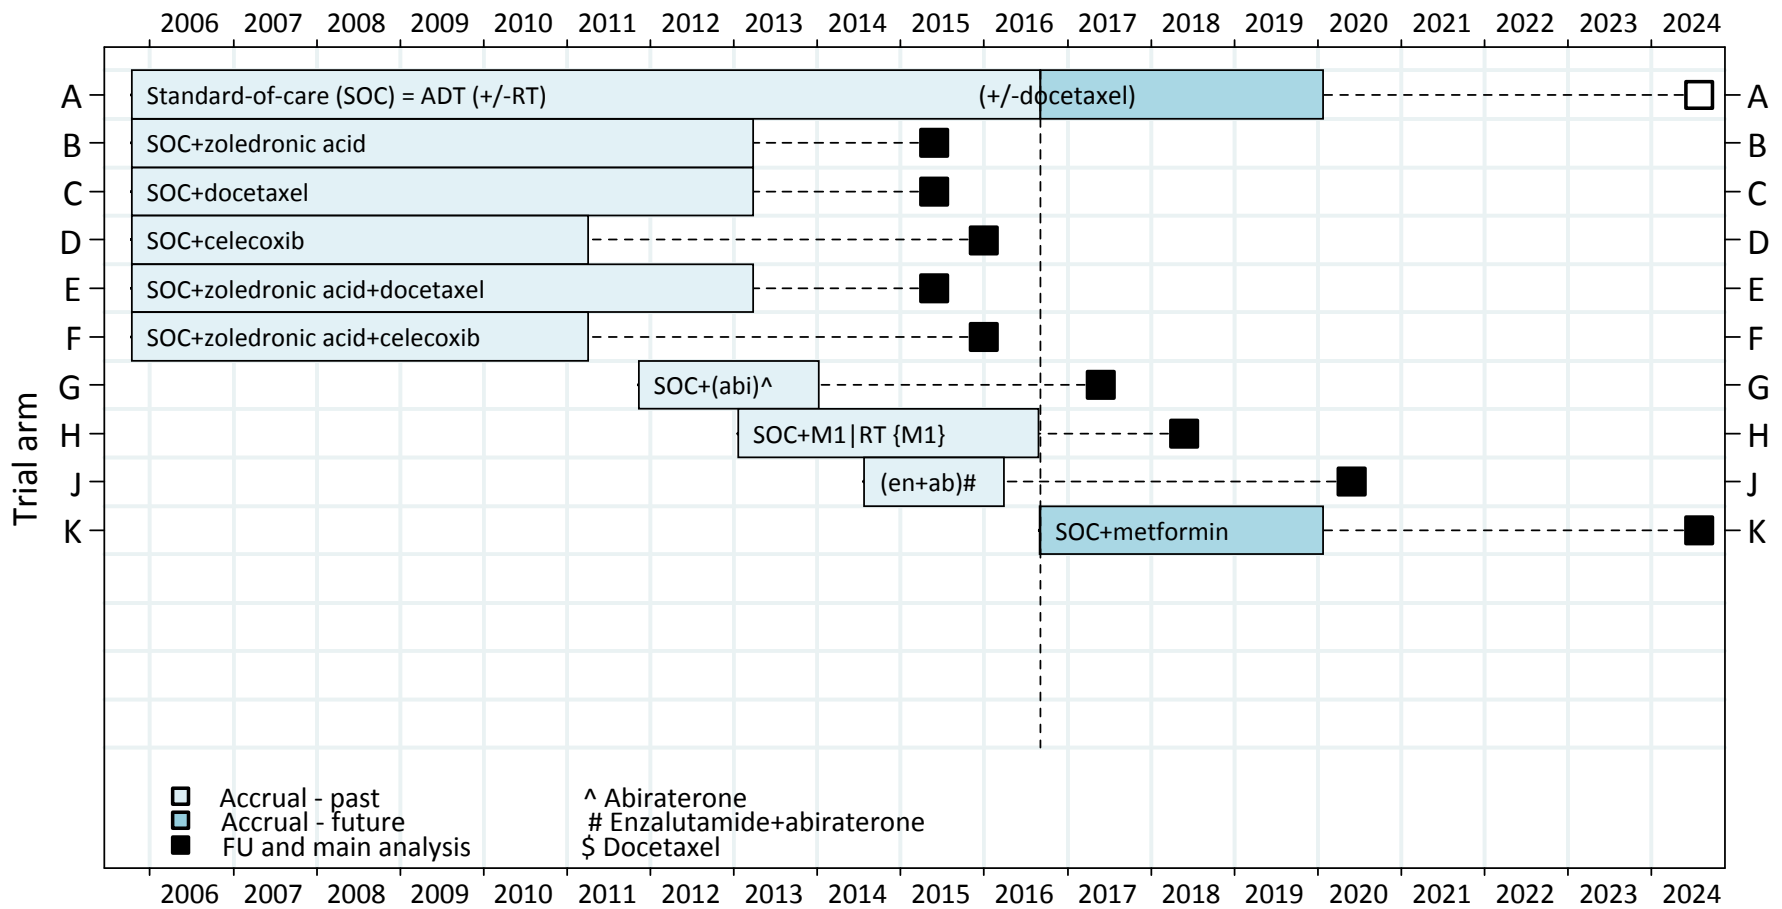 2006 2007 2008 2009 2010 2011 2012 2013 2014 2015 2016 2017 2018 2019 2020 2021 2022 2023 2024
A Standard-of-care (SOC) = ADT (+/-RT) (+/-docetaxel) A
B SOC+zoledronic acid B
C SOC+docetaxel C
D SOC+celecoxib D
E SOC+zoledronic acid+docetaxel E
F SOC+zoledronic acid+celecoxib F
G SOC+(abi)^ G
H SOC+M1|RT {M1} H
J (en+ab)# J
K SOC+metformin K
Trial arm
Accrual - past ^ Abiraterone
Accrual - future # Enzalutamide+abiraterone
FU and main analysis $ Docetaxel
2006 2007 2008 2009 2010 2011 2012 2013 2014 2015 2016 2017 2018 2019 2020 2021 2022 2023 2024